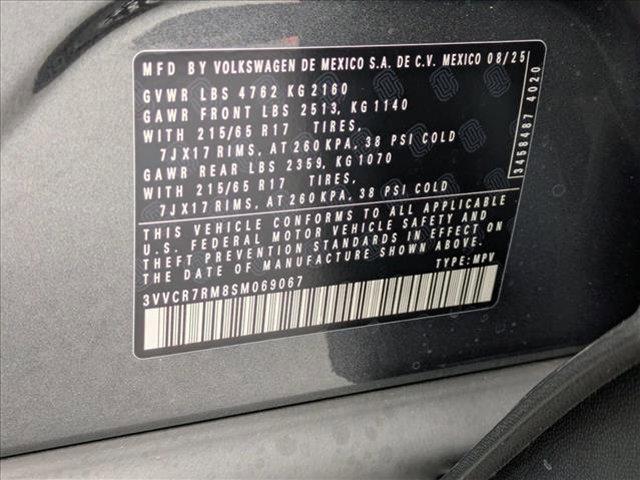 MFD BY VOLKSWAGEN DE MEXICO S.A. DE C.V. MEXICO 08/25
GVWR LBS 4762 KG 2160
GAWR FRONT LBS 2513, KG 1140
WITH 215/65 R17 TIRES,
7JX17 RIMS, AT 260 KPA, 38 PSI COLD
GAWR REAR LBS 2359, KG 1070
WITH 215/65 R17 TIRES,
7JX17 RIMS, AT 260 KPA, 38 PSI COLD
THIS VEHICLE CONFORMS TO ALL APPLICABLE
U.S. FEDERAL MOTOR VEHICLE SAFETY AND
THEFT PREVENTION STANDARDS IN EFFECT ON
THE DATE OF MANUFACTURE SHOWN ABOVE.
3VVCR7RM8SM069067 TYPE: MPV
3458487 4020